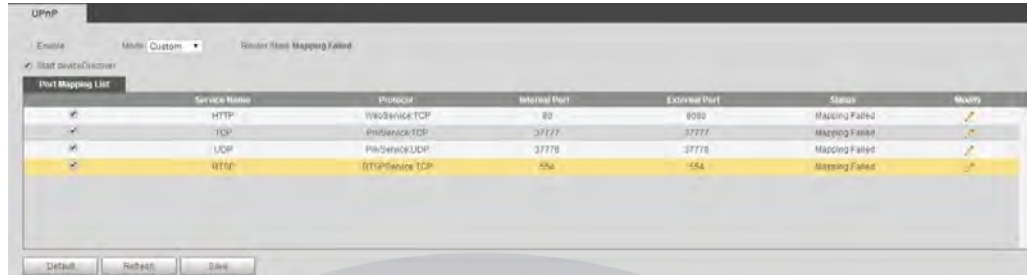 UPnP
Enable Mode Custom Router State Mapping Failed
Start deviceDiscover
Port Mapping List
Service Name Protocol Internal Port External Port Status Modify
HTTP WebService:TCP 80 8080 Mapping Failed
TCP PrivService:TCP 37777 37777 Mapping Failed
UDP PrivService:UDP 37778 37778 Mapping Failed
RTSP RTSPService:TCP 554 554 Mapping Failed
Default Refresh Save